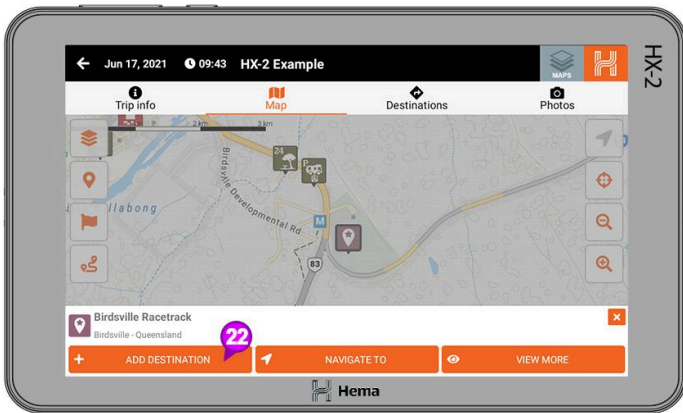 Jun 17, 2021 09:43 HX-2 Example
MAPS
HX-2
Trip info Map Destinations Photos
2 km 3 km
24
P
Birdsville Developmental Rd
llabong
M
83
Birdsville Racetrack
Birdsville - Queensland
22
ADD DESTINATION NAVIGATE TO VIEW MORE
Hema